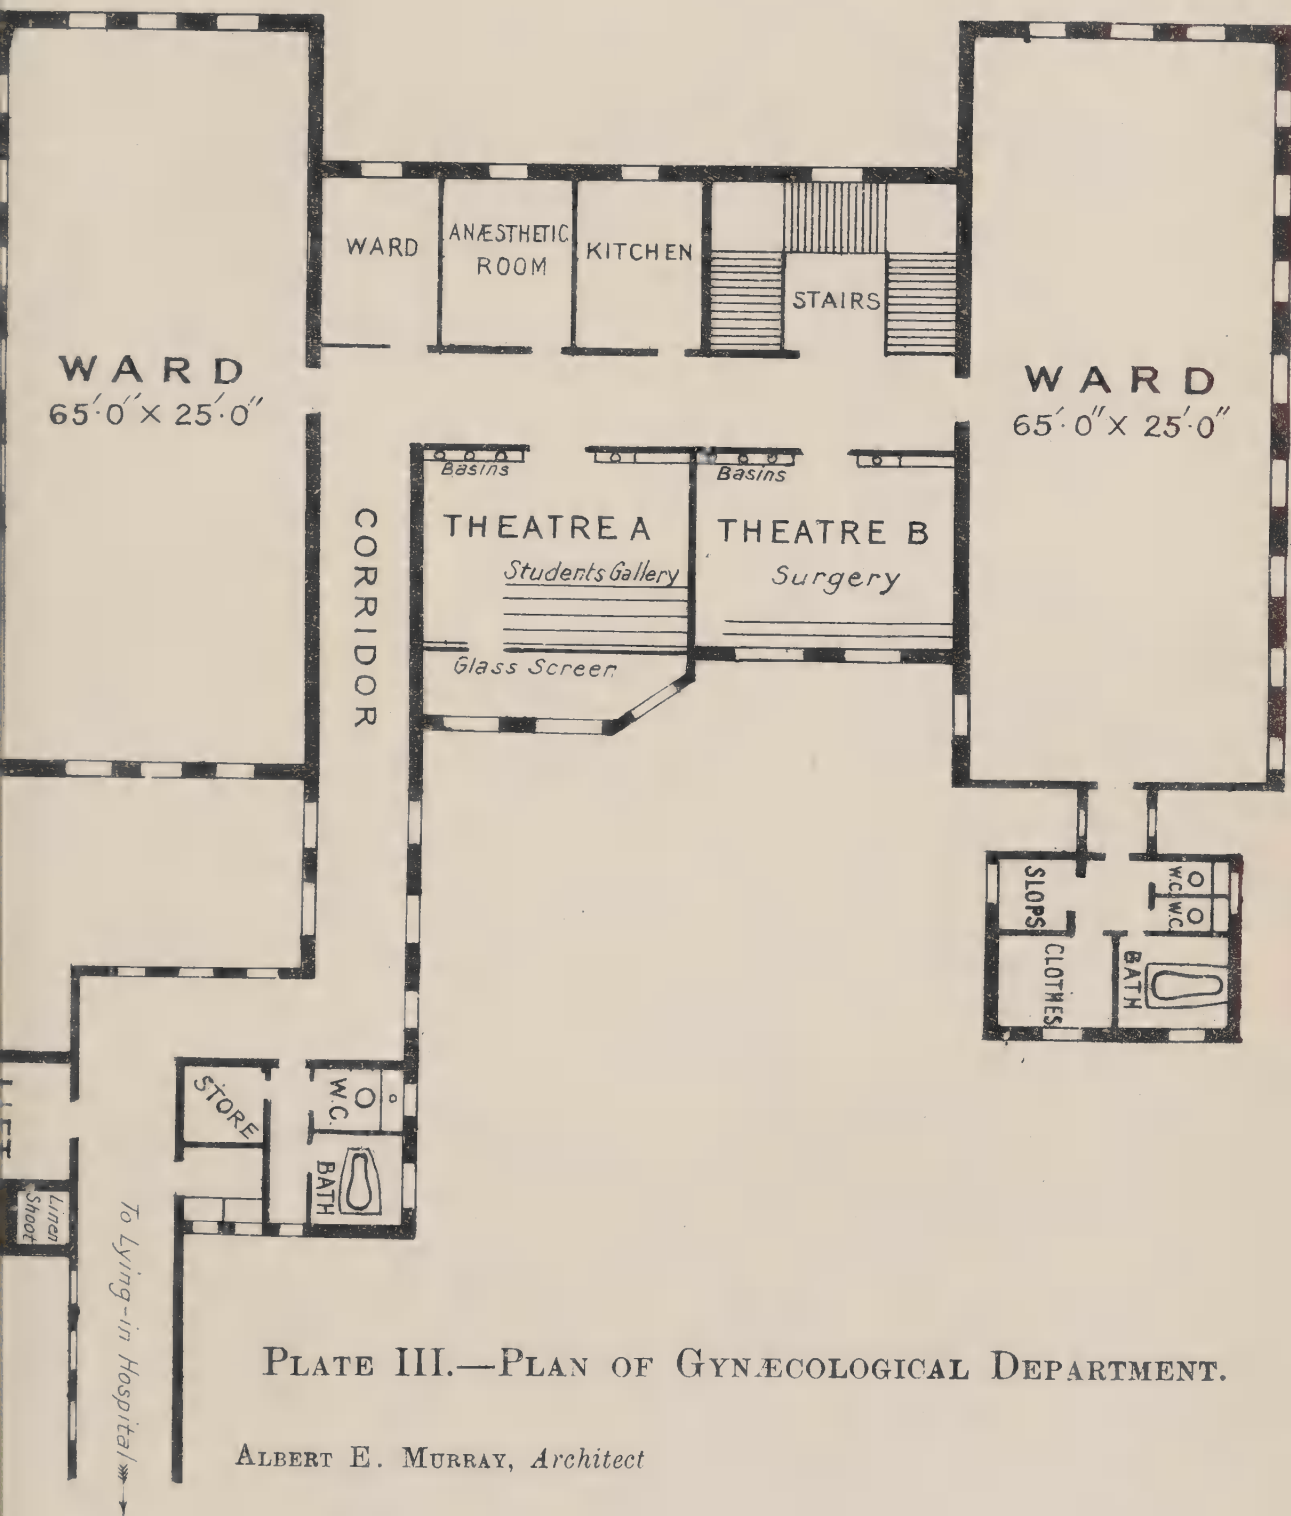 WARD
ANÆSTHETIC
ROOM
KITCHEN
STAIRS
WARD
65'·0" X 25'·0"
WARD
65'·0" X 25'·0"
Basins
Basins
CORRIDOR
THEATRE A
Students Gallery
Glass Screen
THEATRE B
Surgery
SLOPS
W.C.
W.C.
CLOTHES
BATH
STORE
W.C.
BATH
Linen
Shoot
To Lying-in Hospital
PLATE III.—PLAN OF GYNÆCOLOGICAL DEPARTMENT.
ALBERT E. MURRAY, Architect